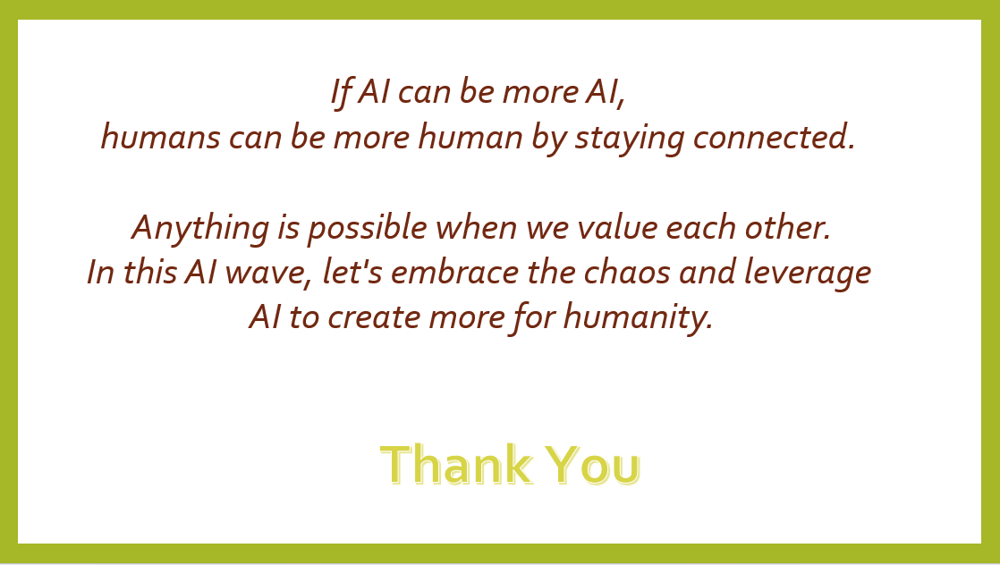 If AI can be more AI,
humans can be more human by staying connected.
Anything is possible when we value each other.
In this AI wave, let's embrace the chaos and leverage
AI to create more for humanity.
Thank You